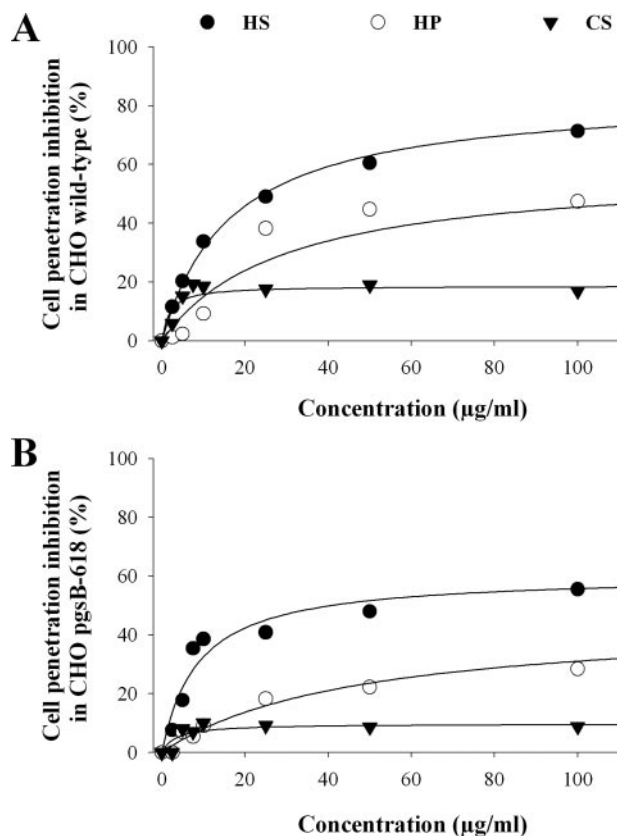 A
HS HP CS
Cell penetration inhibition
in CHO wild-type (%)
100
80
60
40
20
0
0 20 40 60 80 100
Concentration (µg/ml)
B
Cell penetration inhibition
in CHO pgsB-618 (%)
100
80
60
40
20
0
0 20 40 60 80 100
Concentration (µg/ml)